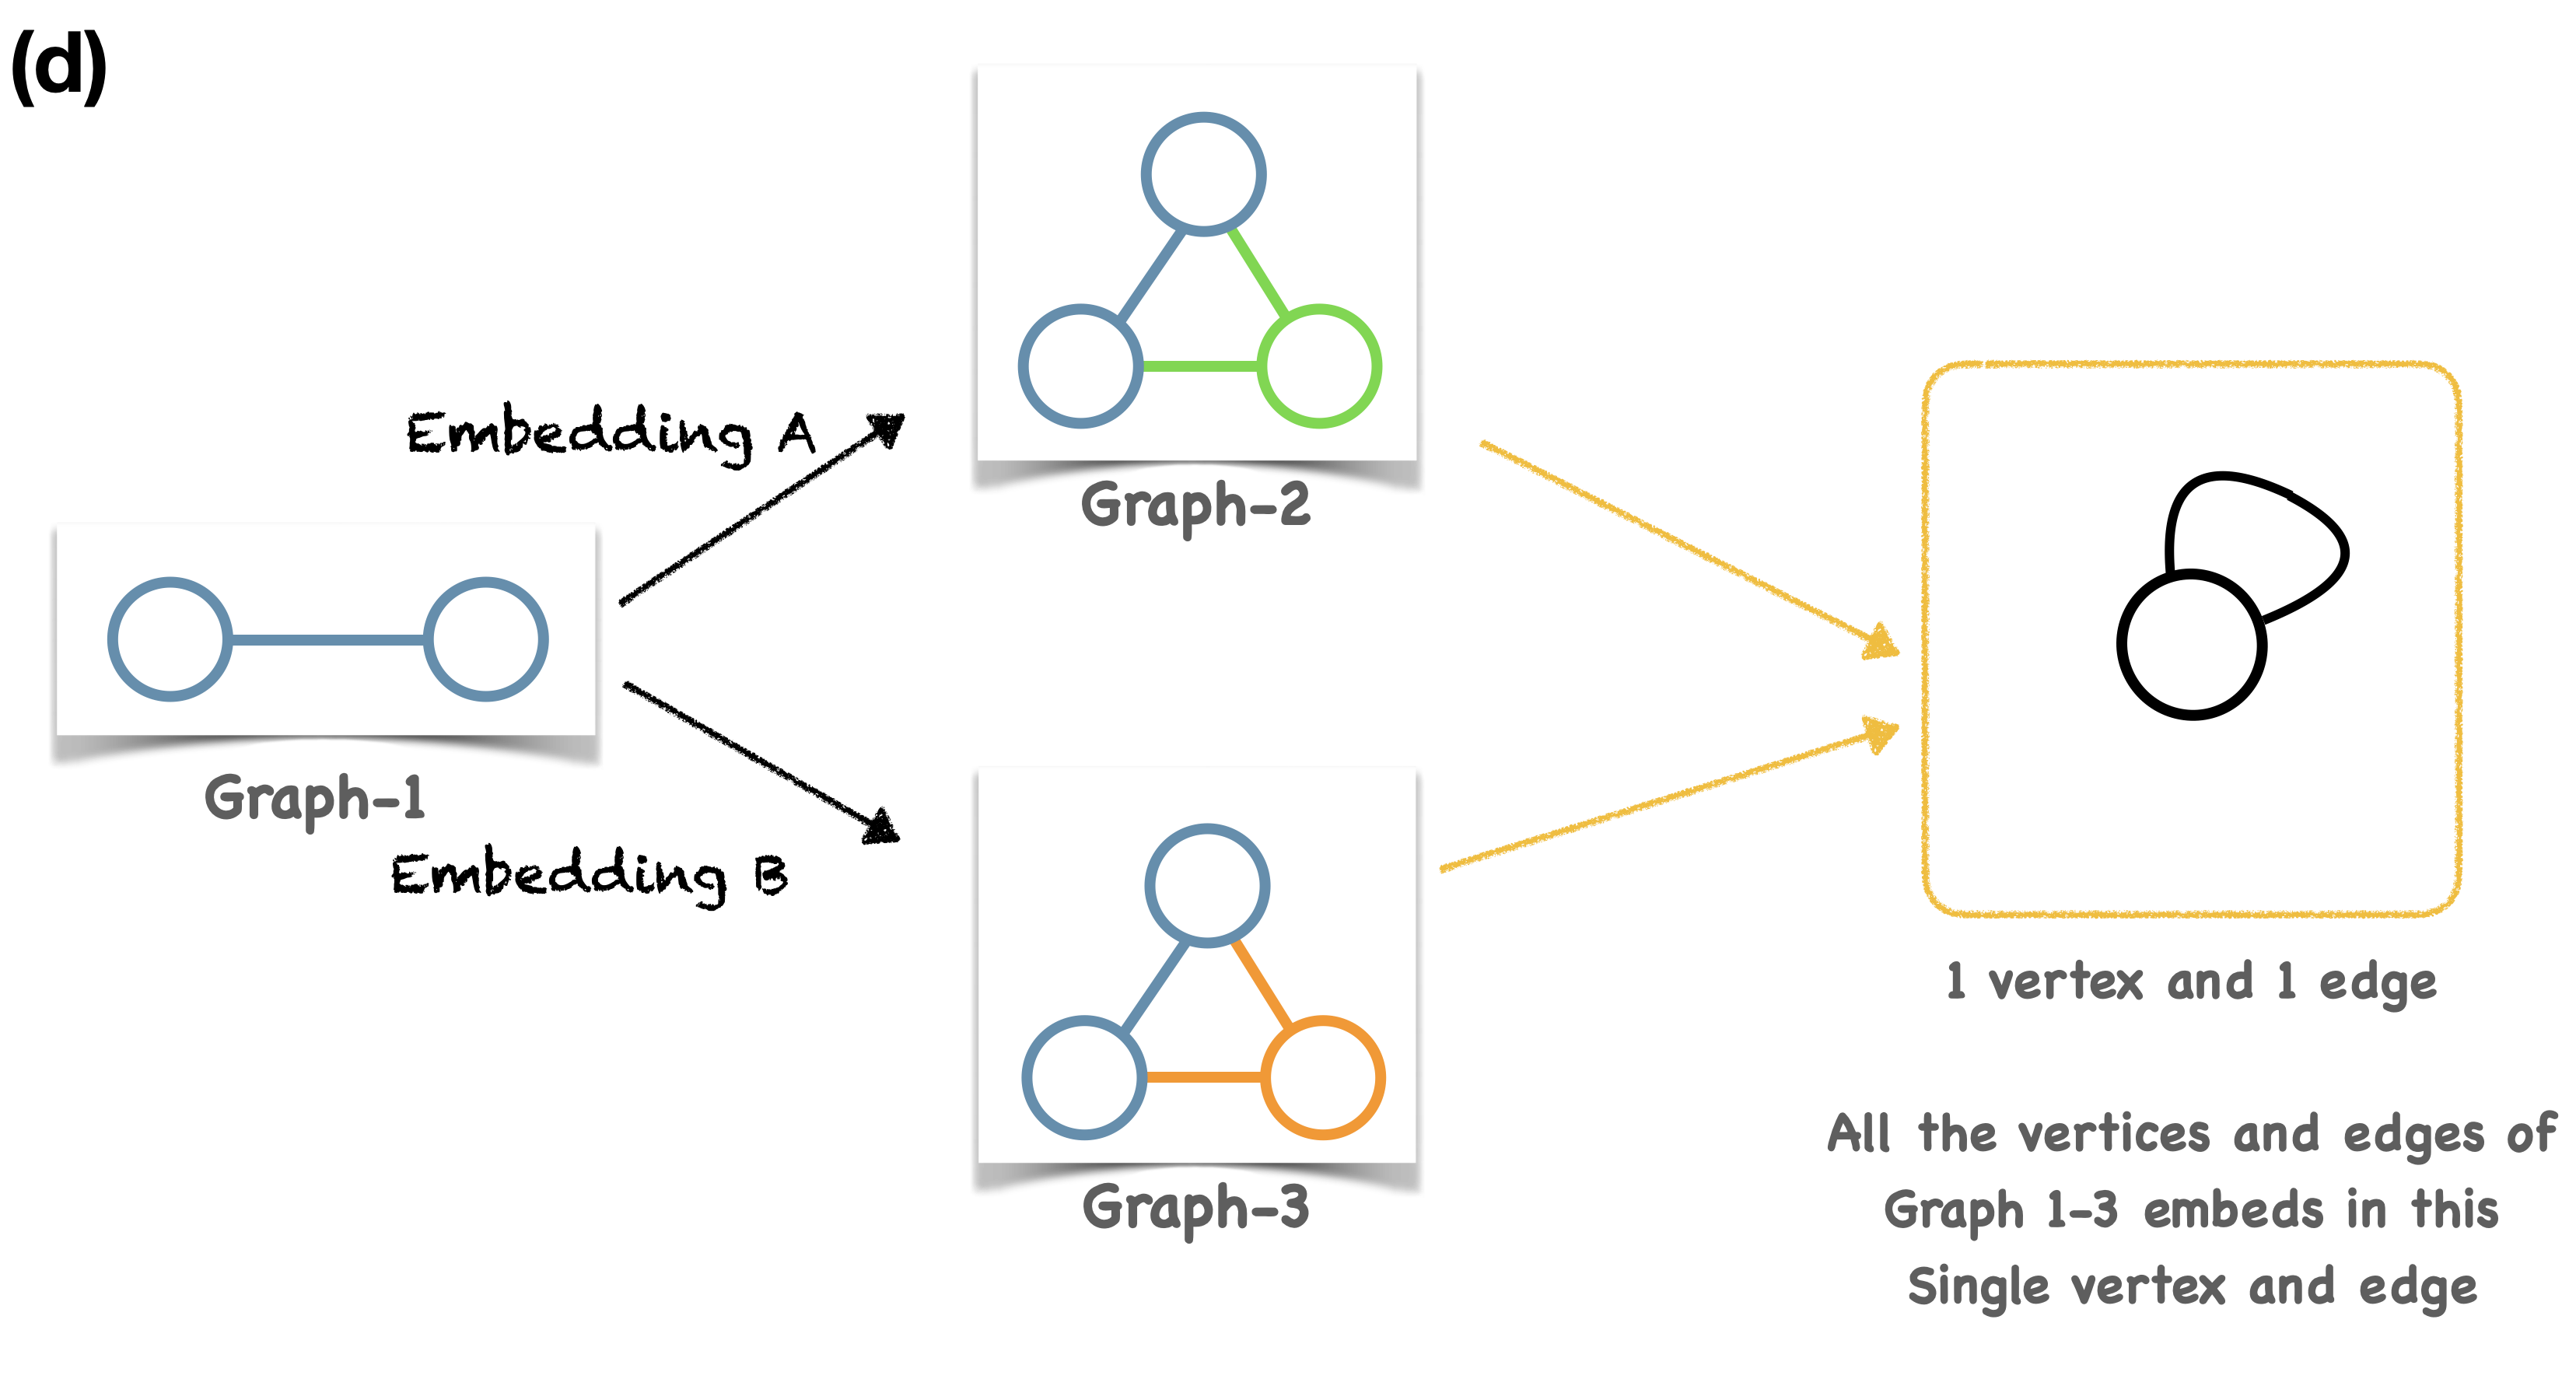 (d)
Embedding A
Graph-2
Graph-1
Embedding B
Graph-3
1 vertex and 1 edge
All the vertices and edges of
Graph 1-3 embeds in this
Single vertex and edge